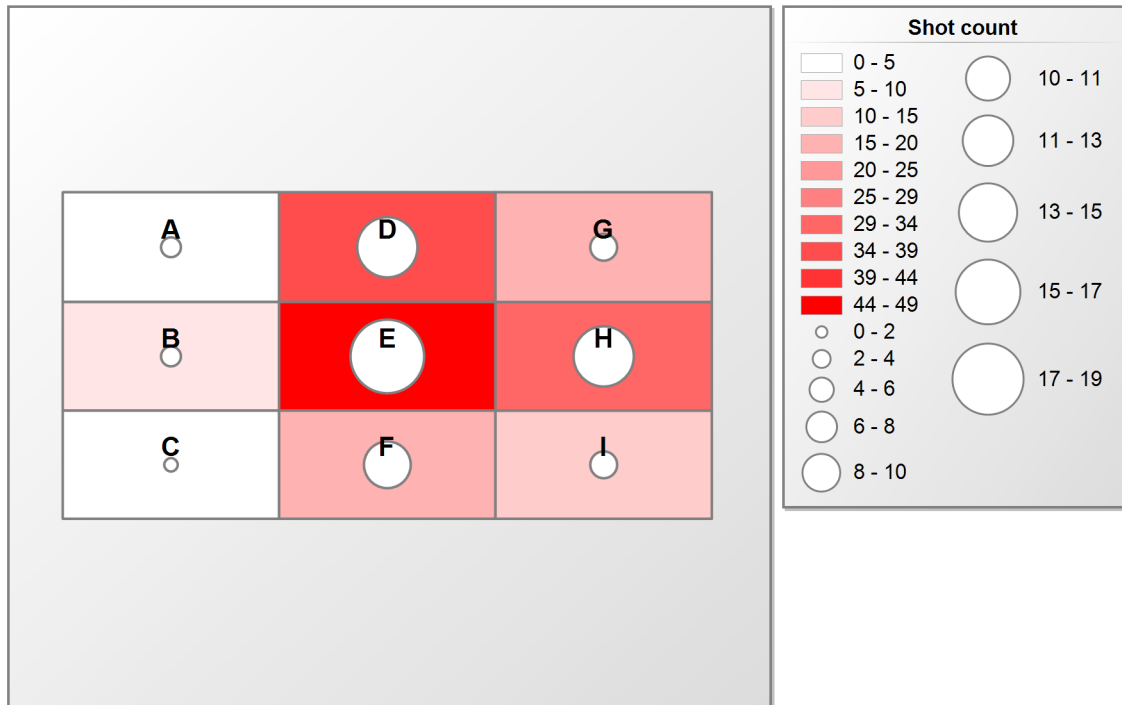 A
D
G
B
E
H
C
F
I
Shot count
0 - 5
5 - 10
10 - 15
15 - 20
20 - 25
25 - 29
29 - 34
34 - 39
39 - 44
44 - 49
0 - 2
2 - 4
4 - 6
6 - 8
8 - 10
10 - 11
11 - 13
13 - 15
15 - 17
17 - 19